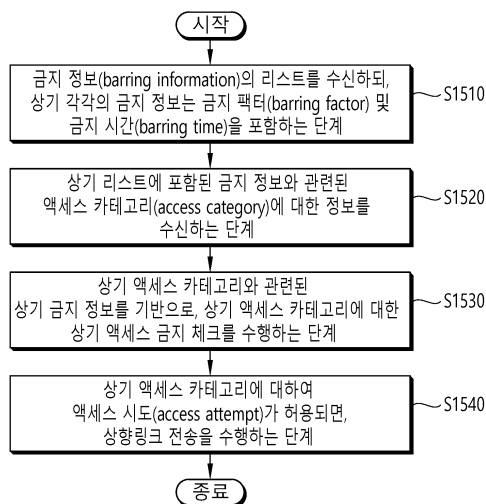 시작
금지 정보(barring information)의 리스트를 수신하되,
상기 각각의 금지 정보는 금지 팩터(barring factor) 및
금지 시간(barring time)을 포함하는 단계
S1510
상기 리스트에 포함된 금지 정보와 관련된
액세스 카테고리(access category)에 대한 정보를
수신하는 단계
S1520
상기 액세스 카테고리와 관련된
상기 금지 정보를 기반으로, 상기 액세스 카테고리에 대한
상기 액세스 금지 체크를 수행하는 단계
S1530
상기 액세스 카테고리에 대하여
액세스 시도(access attempt)가 허용되면,
상향링크 전송을 수행하는 단계
S1540
종료